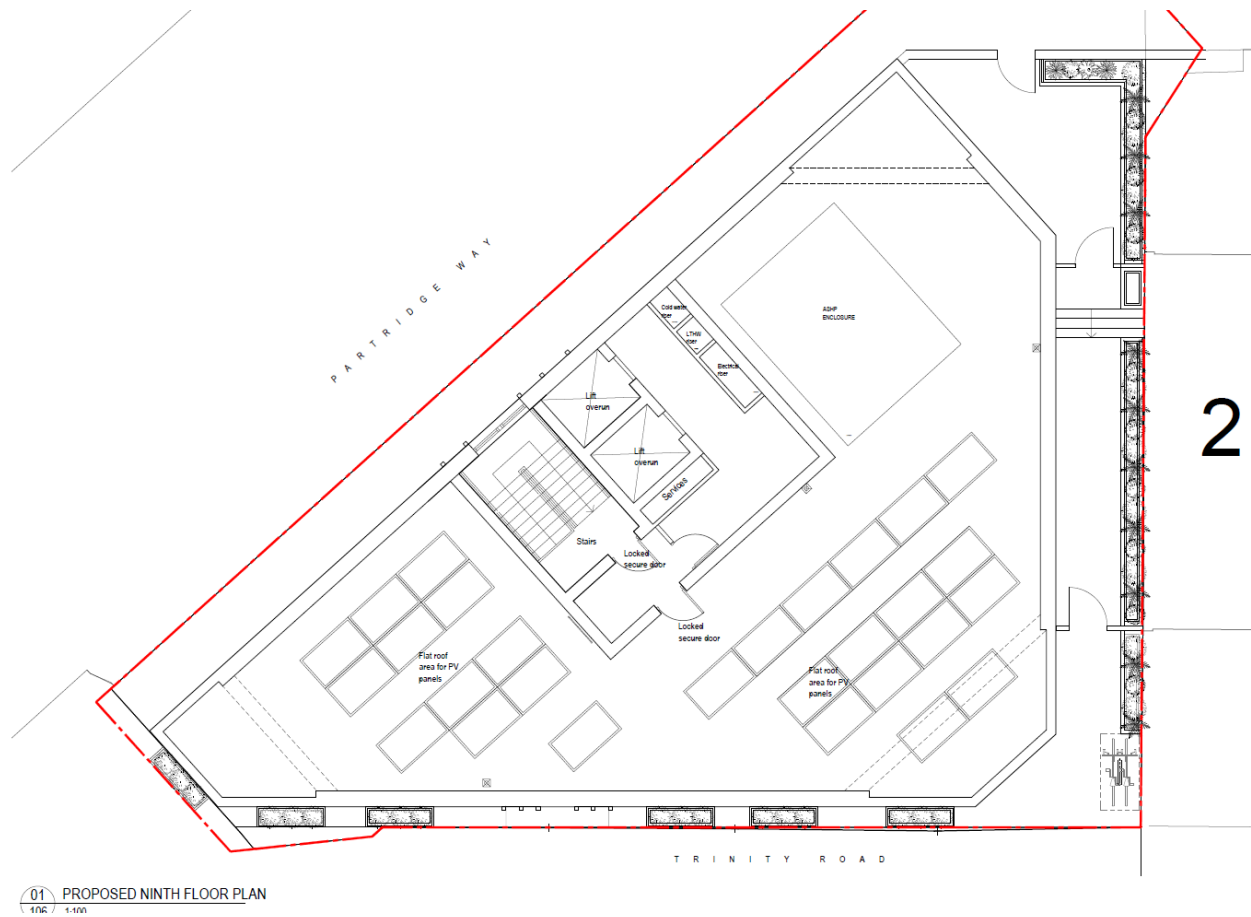 PARTRIDGE WAY
Cold water
riser
LTHW
riser
Electrical
riser
ASHP
ENCLOSURE
Lift
overun
Lift
overun
Services
Stairs
Locked
secure door
Locked
secure door
Flat roof
area for PV
panels
Flat roof
area for PV
panels
2
TRINITY ROAD
01 PROPOSED NINTH FLOOR PLAN
106 1:100